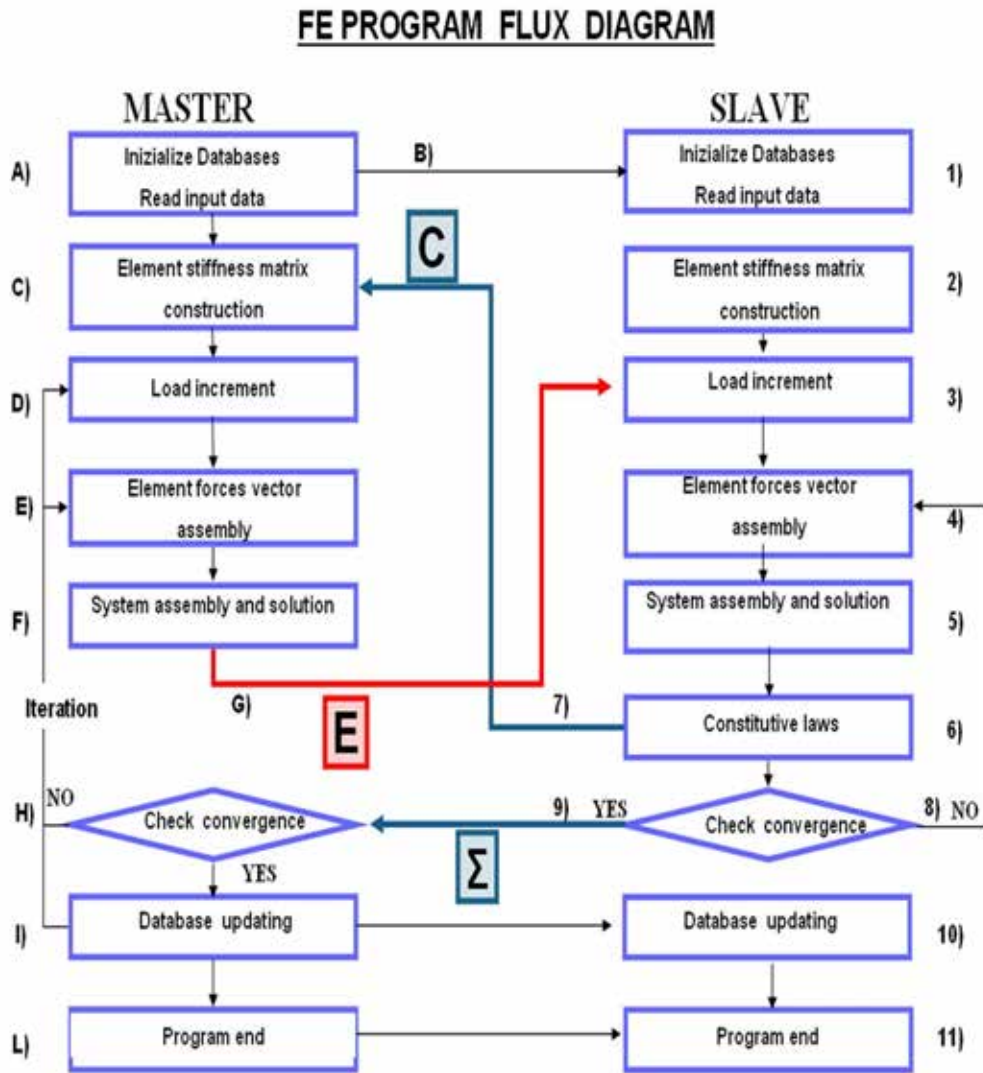 FE PROGRAM FLUX DIAGRAM
MASTER
SLAVE
A)
Inizialize Databases
Read input data
B)
Inizialize Databases
Read input data
1)
C
C)
Element stiffness matrix
construction
Element stiffness matrix
construction
2)
D)
Load increment
Load increment
3)
E)
Element forces vector
assembly
Element forces vector
assembly
4)
F)
System assembly and solution
System assembly and solution
5)
Iteration
G)
E
7)
Constitutive laws
6)
H)
NO
Check convergence
9)
YES
Check convergence
8) NO
YES
Σ
I)
Database updating
Database updating
10)
L)
Program end
Program end
11)